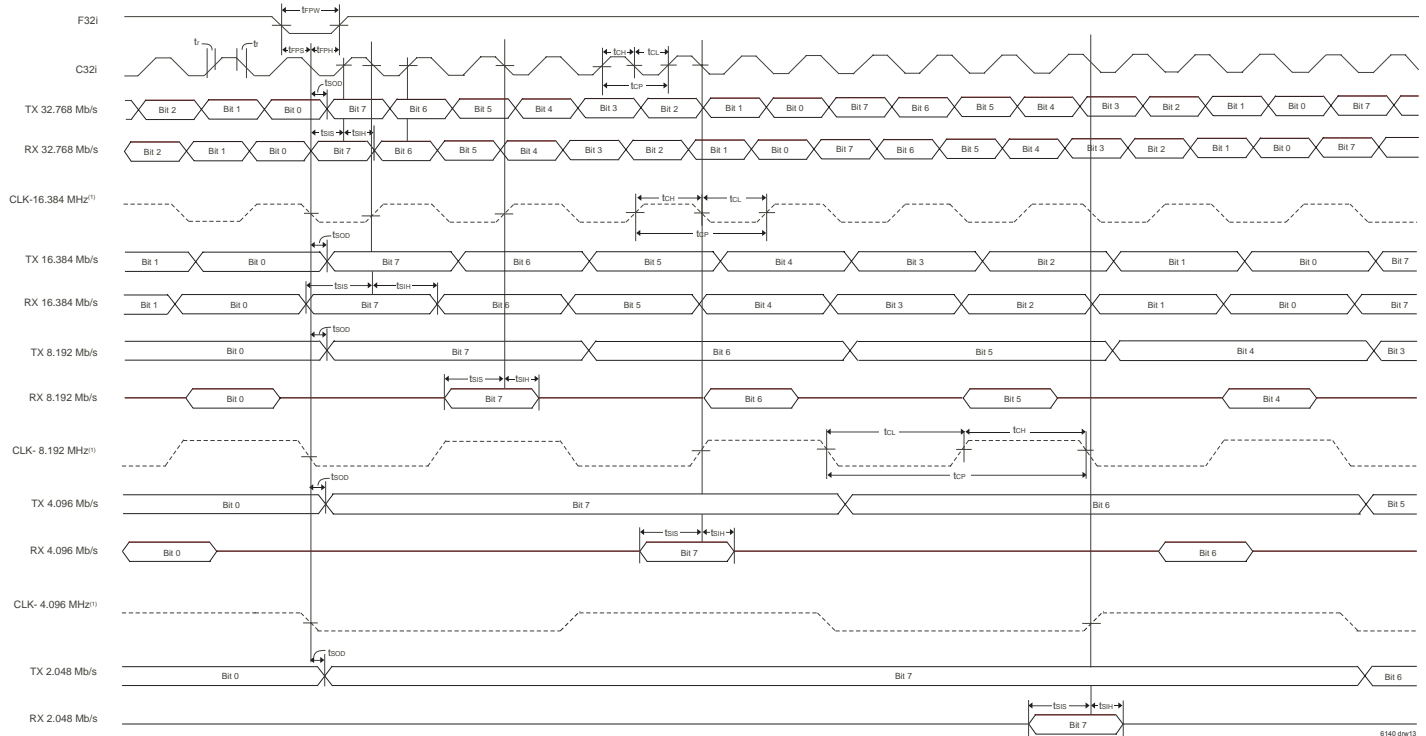 F32i
tFPW
tr
tf
tFPS
tFPH
tCH
tCL
C32i
tSOD
tCP
TX 32.768 Mb/s
Bit 2 Bit 1 Bit 0 Bit 7 Bit 6 Bit 5 Bit 4 Bit 3 Bit 2 Bit 1 Bit 0 Bit 7 Bit 6 Bit 5 Bit 4 Bit 3 Bit 2 Bit 1 Bit 0 Bit 7
tSIS tSIH
RX 32.768 Mb/s
Bit 2 Bit 1 Bit 0 Bit 7 Bit 6 Bit 5 Bit 4 Bit 3 Bit 2 Bit 1 Bit 0 Bit 7 Bit 6 Bit 5 Bit 4 Bit 3 Bit 2 Bit 1 Bit 0 Bit 7
CLK-16.384 MHz(1)
tCH tCL
tCP
tSOD
TX 16.384 Mb/s
Bit 1 Bit 0 Bit 7 Bit 6 Bit 5 Bit 4 Bit 3 Bit 2 Bit 1 Bit 0 Bit 7
tSIS tSIH
RX 16.384 Mb/s
Bit 1 Bit 0 Bit 7 Bit 6 Bit 5 Bit 4 Bit 3 Bit 2 Bit 1 Bit 0 Bit 7
tSOD
TX 8.192 Mb/s
Bit 0 Bit 7 Bit 6 Bit 5 Bit 4 Bit 3
tSIS tSIH
RX 8.192 Mb/s
Bit 0 Bit 7 Bit 6 Bit 5 Bit 4
CLK- 8.192 MHz(1)
tCL tCH
tCP
tSOD
TX 4.096 Mb/s
Bit 0 Bit 7 Bit 6 Bit 5
tSIS tSIH
RX 4.096 Mb/s
Bit 0 Bit 7 Bit 6
CLK- 4.096 MHz(1)
tSOD
TX 2.048 Mb/s
Bit 0 Bit 7 Bit 6
tSIS tSIH
RX 2.048 Mb/s
Bit 7
6140 drw13